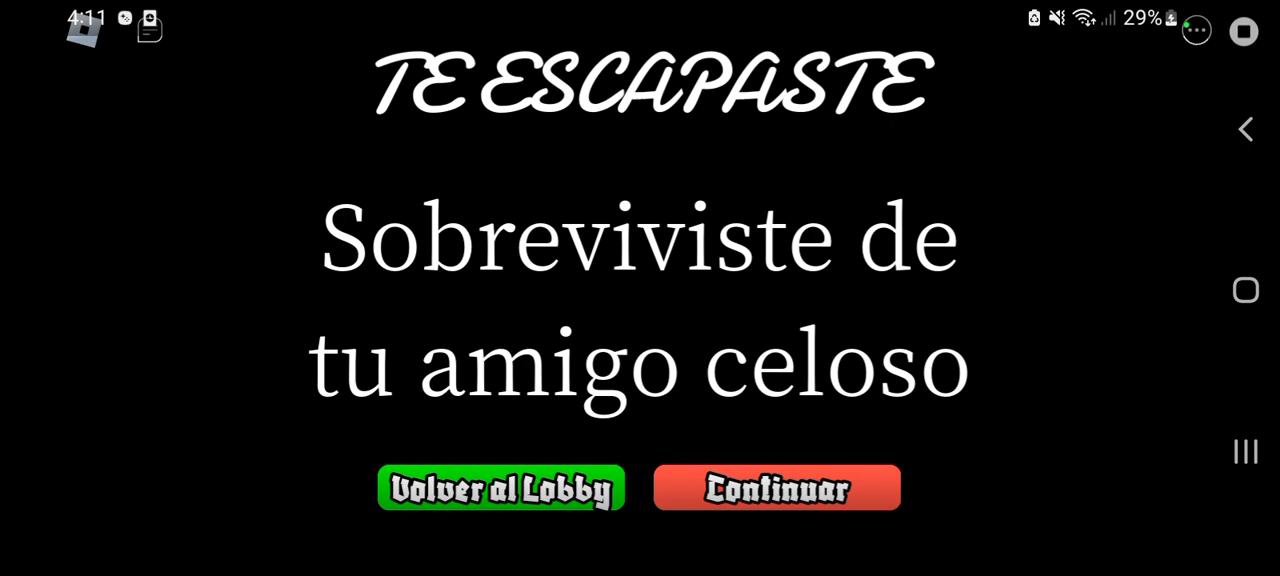 4:11 29%
TE ESCAPASTE
Sobreviviste de
tu amigo celoso
Volver al Lobby Continuar